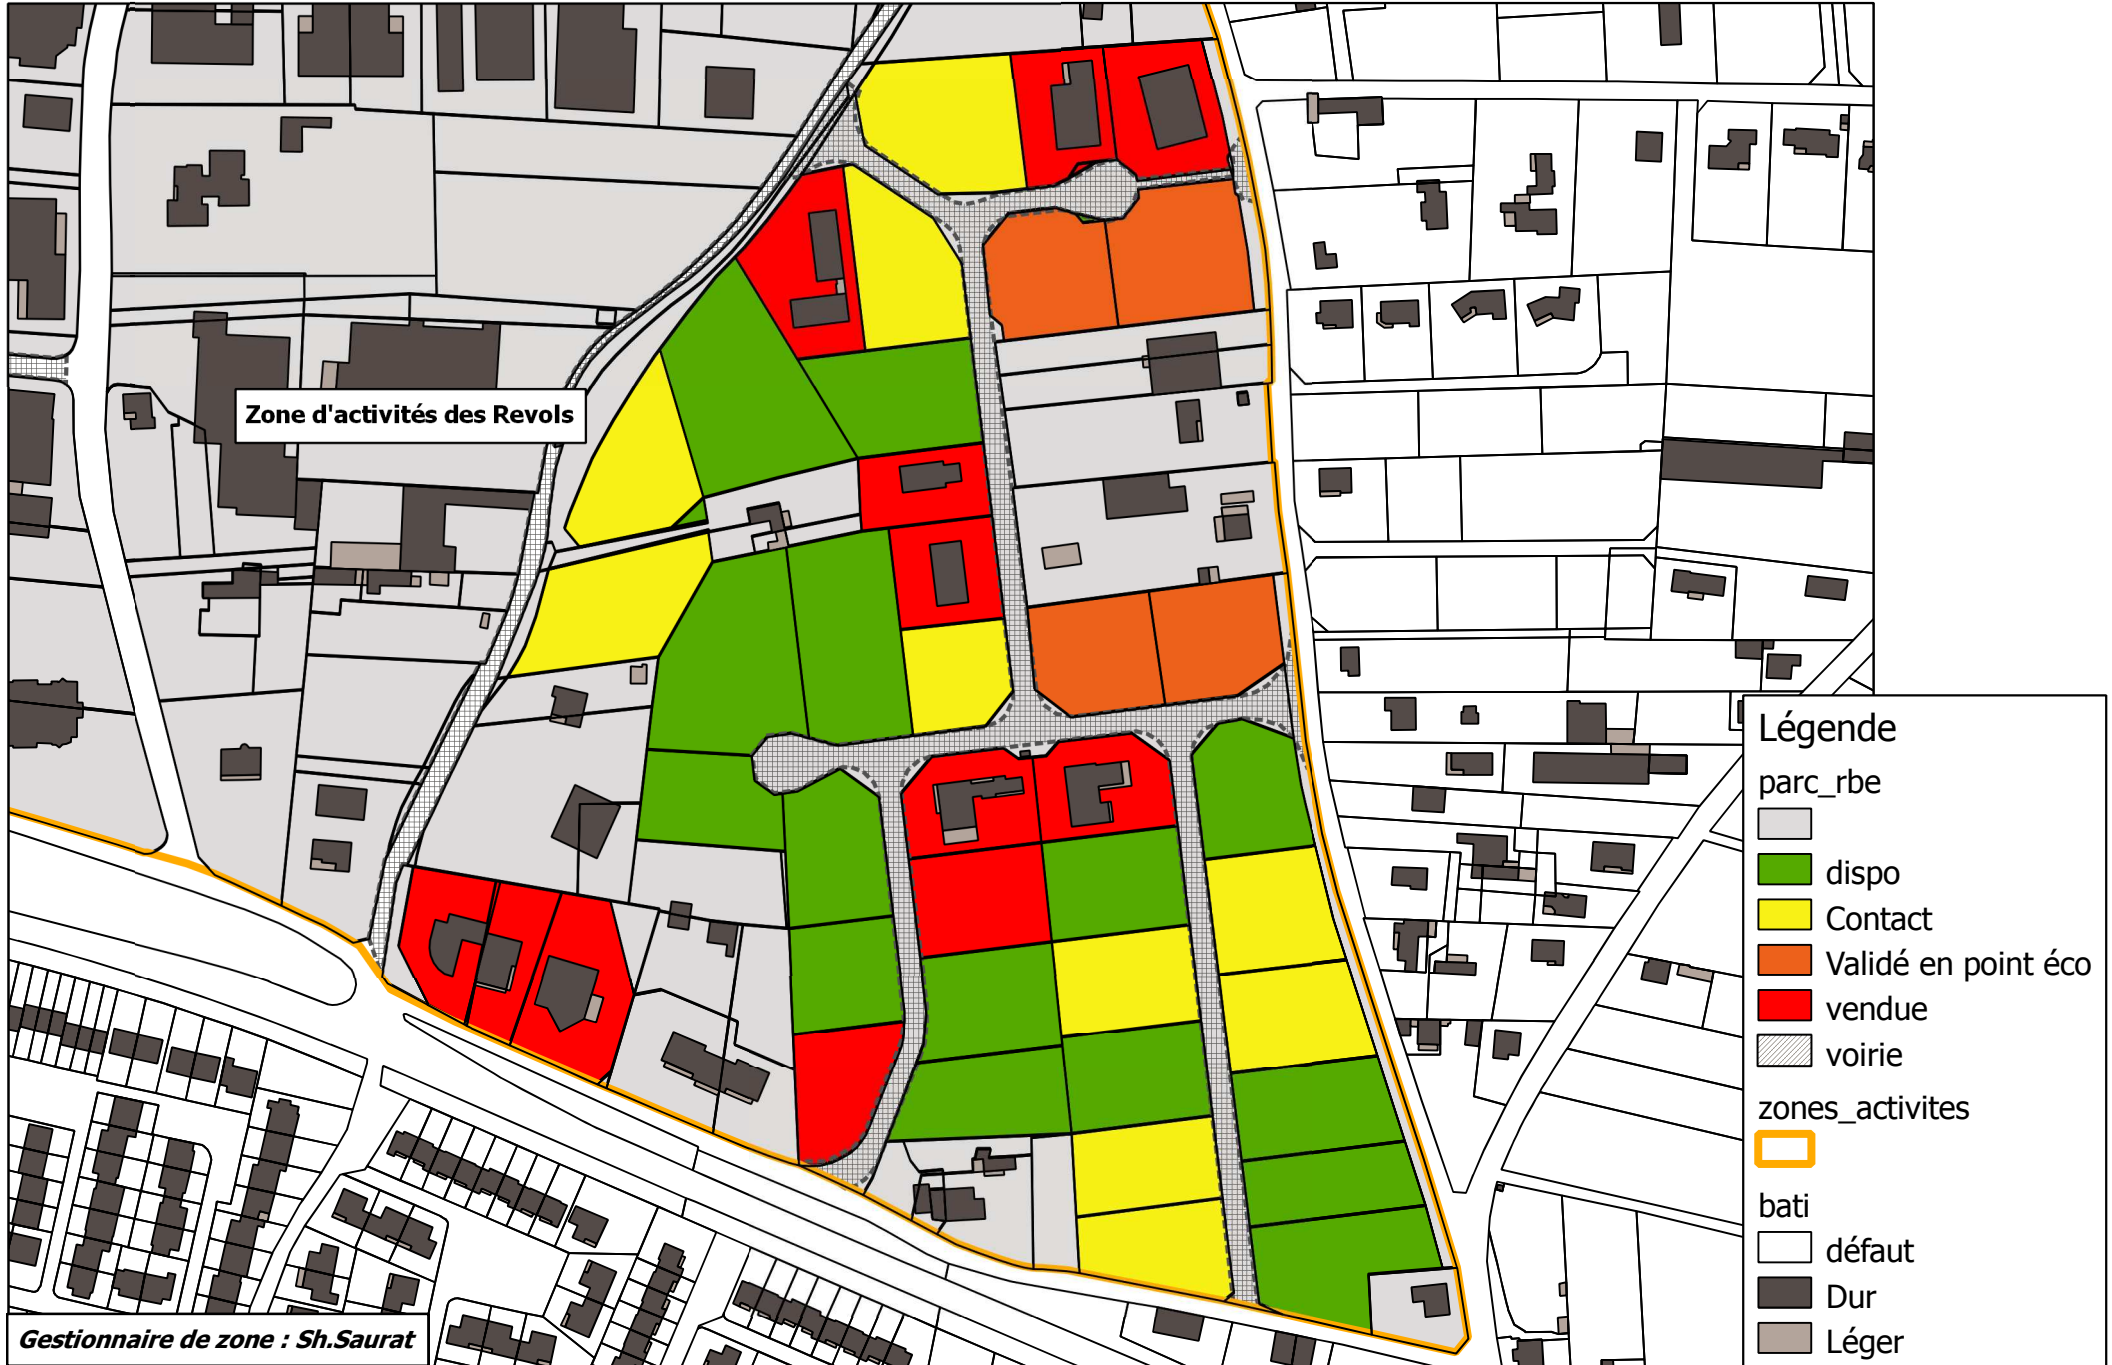 Zone d'activités des Revols
Légende
parc_rbe
dispo
Contact
Validé en point éco
vendue
voirie
zones_activites
bati
défaut
Dur
Léger
Gestionnaire de zone : Sh.Saurat